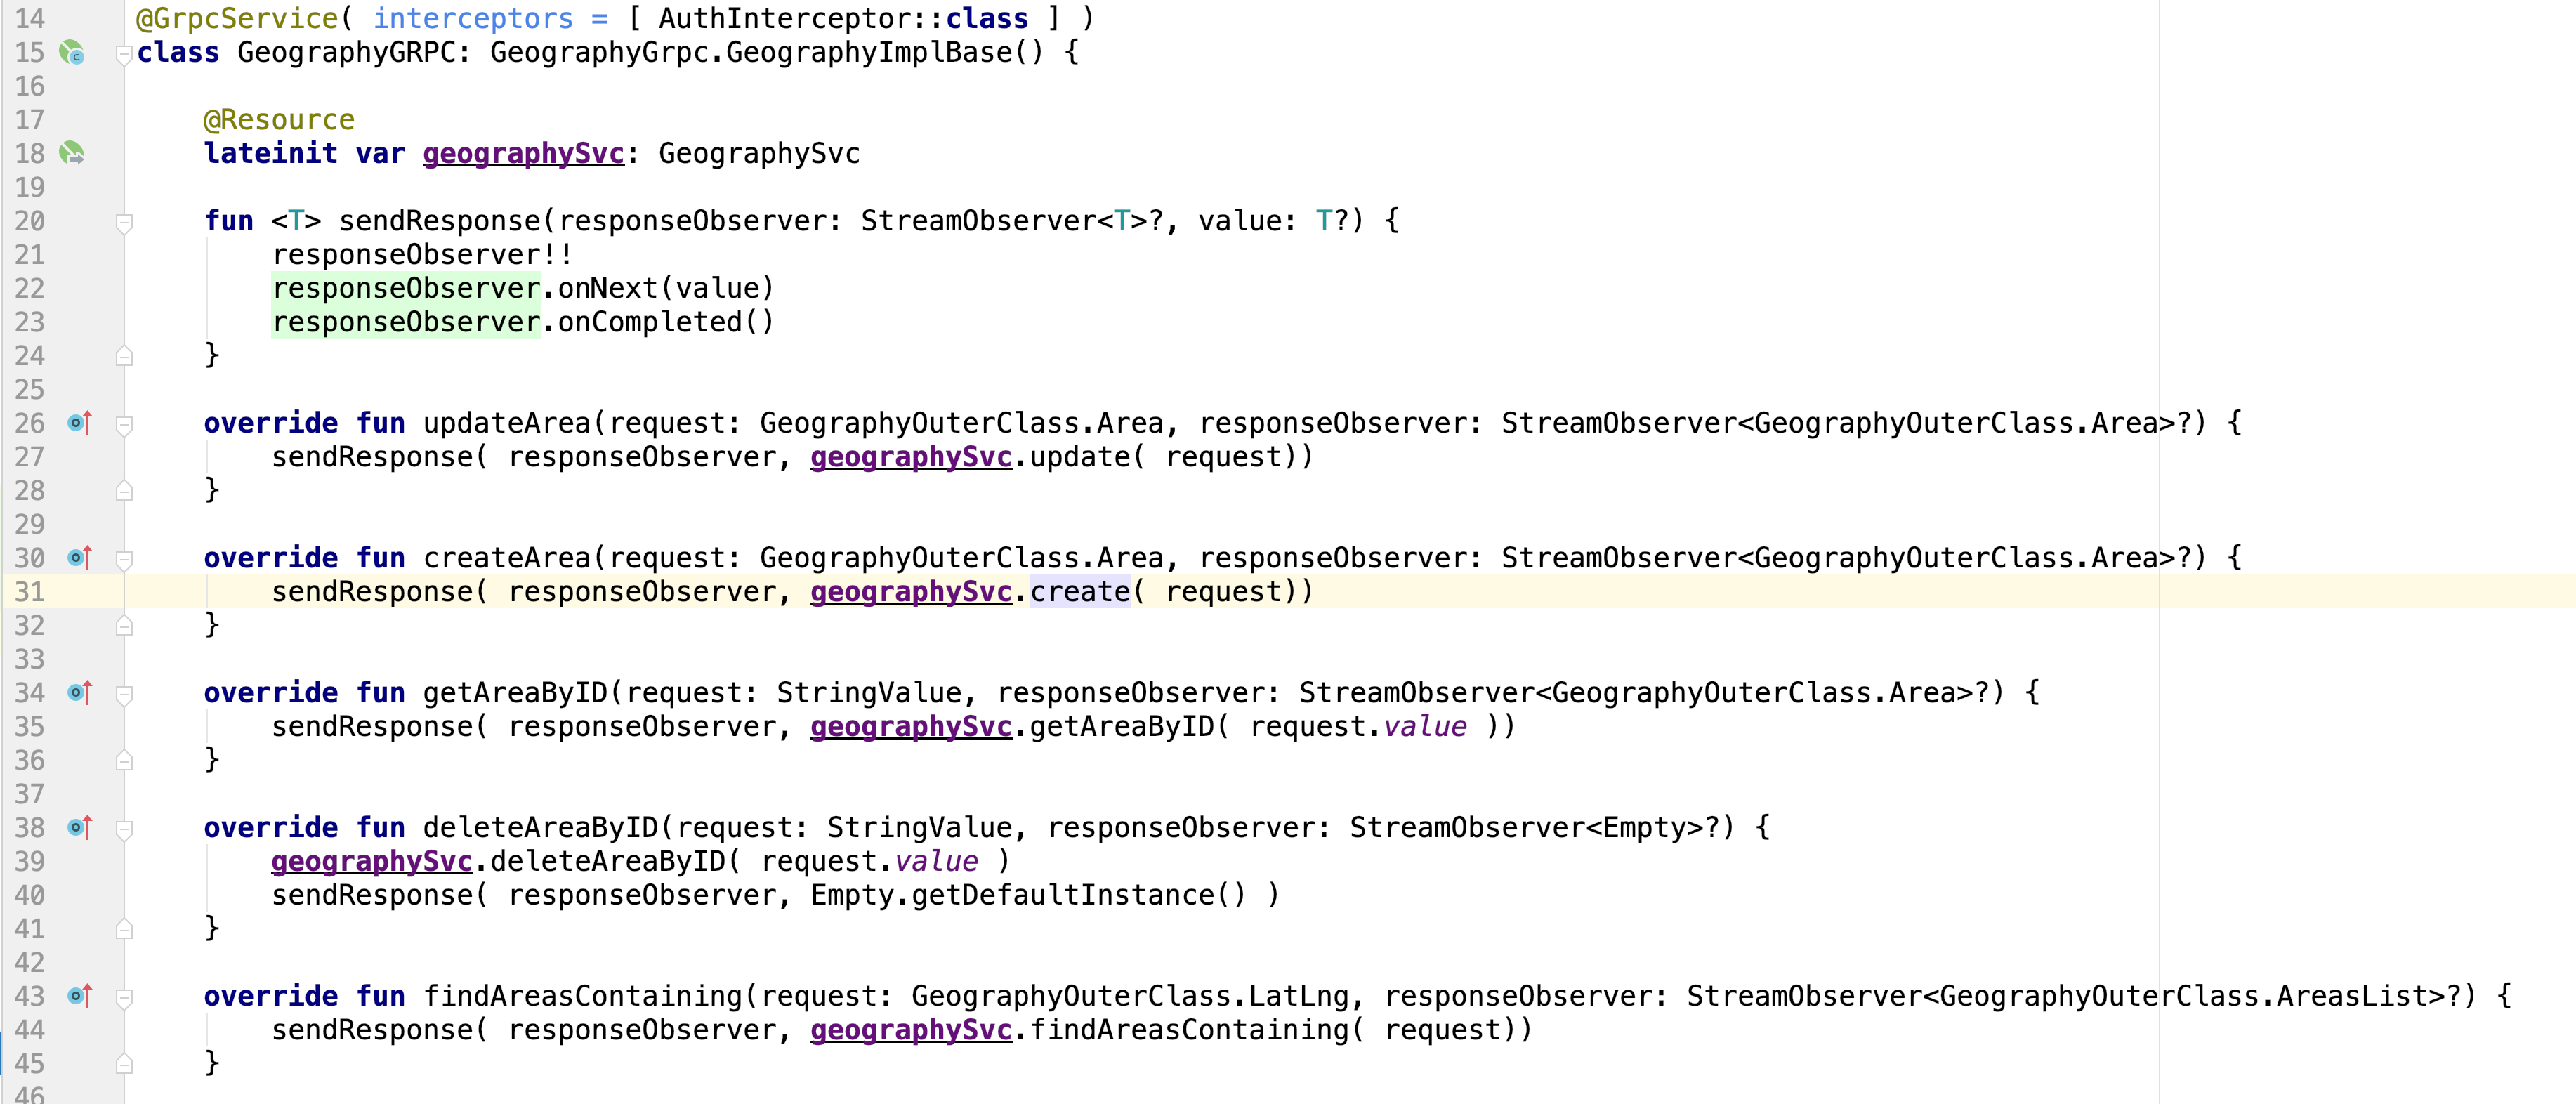 14 @GrpcService( interceptors = [ AuthInterceptor::class ] )
15 class GeographyGRPC: GeographyGrpc.GeographyImplBase() {
16
17     @Resource
18     lateinit var geographySvc: GeographySvc
19
20     fun <T> sendResponse(responseObserver: StreamObserver<T>?, value: T?) {
21         responseObserver!!
22         responseObserver.onNext(value)
23         responseObserver.onCompleted()
24     }
25
26     override fun updateArea(request: GeographyOuterClass.Area, responseObserver: StreamObserver<GeographyOuterClass.Area>?) {
27         sendResponse( responseObserver, geographySvc.update( request))
28     }
29
30     override fun createArea(request: GeographyOuterClass.Area, responseObserver: StreamObserver<GeographyOuterClass.Area>?) {
31         sendResponse( responseObserver, geographySvc.create( request))
32     }
33
34     override fun getAreaByID(request: StringValue, responseObserver: StreamObserver<GeographyOuterClass.Area>?) {
35         sendResponse( responseObserver, geographySvc.getAreaByID( request.value ))
36     }
37
38     override fun deleteAreaByID(request: StringValue, responseObserver: StreamObserver<Empty>?) {
39         geographySvc.deleteAreaByID( request.value )
40         sendResponse( responseObserver, Empty.getDefaultInstance() )
41     }
42
43     override fun findAreasContaining(request: GeographyOuterClass.LatLng, responseObserver: StreamObserver<GeographyOuterClass.AreasList>?) {
44         sendResponse( responseObserver, geographySvc.findAreasContaining( request))
45     }
46